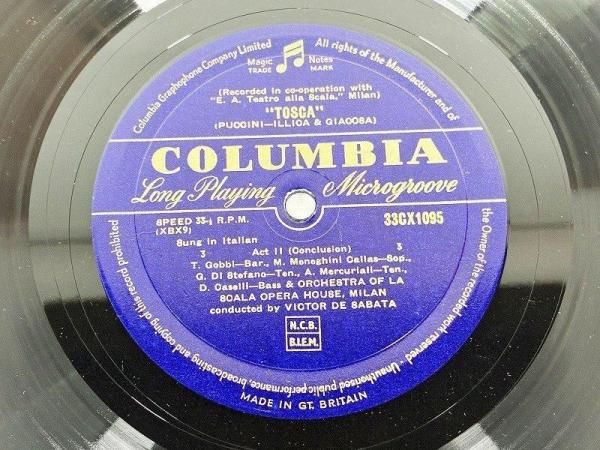 Columbia Graphophone Company Limited
Magic Notes
TRADE MARK
All rights of the Manufacturer and of
(Recorded in co-operation with
"E. A. Teatro alla Scala," Milan)
"TOSCA"
(PUCCINI—ILLICA & GIACOSA)
COLUMBIA
Long Playing Microgroove
SPEED 33⅓ R.P.M.
(XBX9)
33CX1095
Sung in Italian
3 Act II (Conclusion) 3
T. Gobbi—Bar., M. Meneghini Callas—Sop.,
G. Di Stefano—Ten., A. Mercuriali—Ten.,
D. Caselli—Bass & ORCHESTRA OF LA
SCALA OPERA HOUSE, MILAN
conducted by VICTOR DE SABATA
N.C.B.
B.I.E.M.
the Owner of the recorded work reserved · Unauthorised public performance, broadcasting and copying of this record prohibited
MADE IN GT. BRITAIN